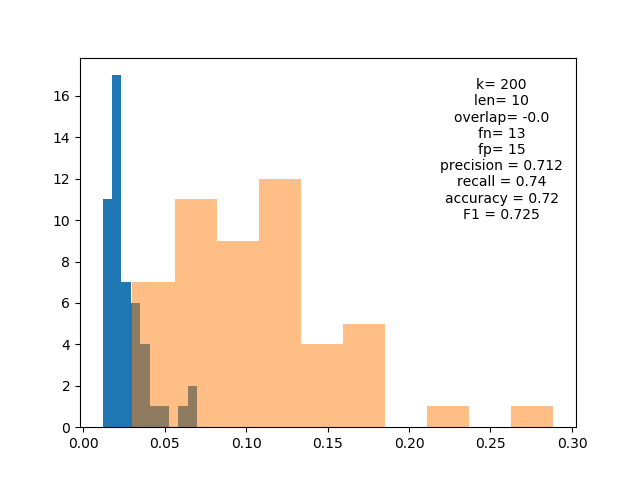 k= 200
len= 10
overlap= -0.0
fn= 13
fp= 15
precision = 0.712
recall = 0.74
accuracy = 0.72
F1 = 0.725
16
14
12
10
8
6
4
2
0
0.00 0.05 0.10 0.15 0.20 0.25 0.30